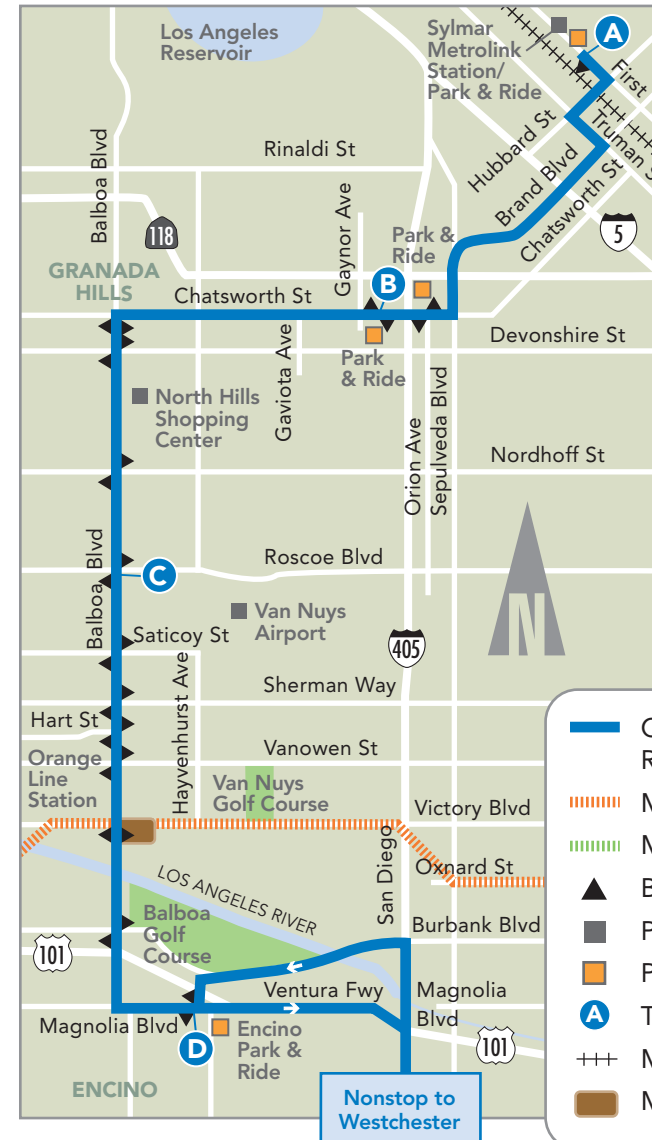 Los Angeles
Reservoir
Sylmar
Metrolink
Station/
Park & Ride
A
First
Truman S
Hubbard St
Brand Blvd
Chatsworth St
5
Rinaldi St
Balboa Blvd
118
Gaynor Ave
Park &
Ride
B
GRANADA
HILLS
Chatsworth St
Devonshire St
Gaviota Ave
Park
& Ride
North Hills
Shopping
Center
Orion Ave
Sepulveda Blvd
Nordhoff St
N
Balboa Blvd
Roscoe Blvd
C
Van Nuys
Airport
Saticoy St
405
Hayvenhurst Ave
Sherman Way
Hart St
Vanowen St
Orange
Line
Station
Van Nuys
Golf Course
Victory Blvd
San Diego
Oxnard St
LOS ANGELES RIVER
Balboa
Golf
Course
Burbank Blvd
101
Ventura Fwy
Magnolia
Blvd
Magnolia Blvd
D
Encino
Park &
Ride
101
ENCINO
Nonstop to
Westchester
C
R
M
M
B
P
P
A
T
M
M